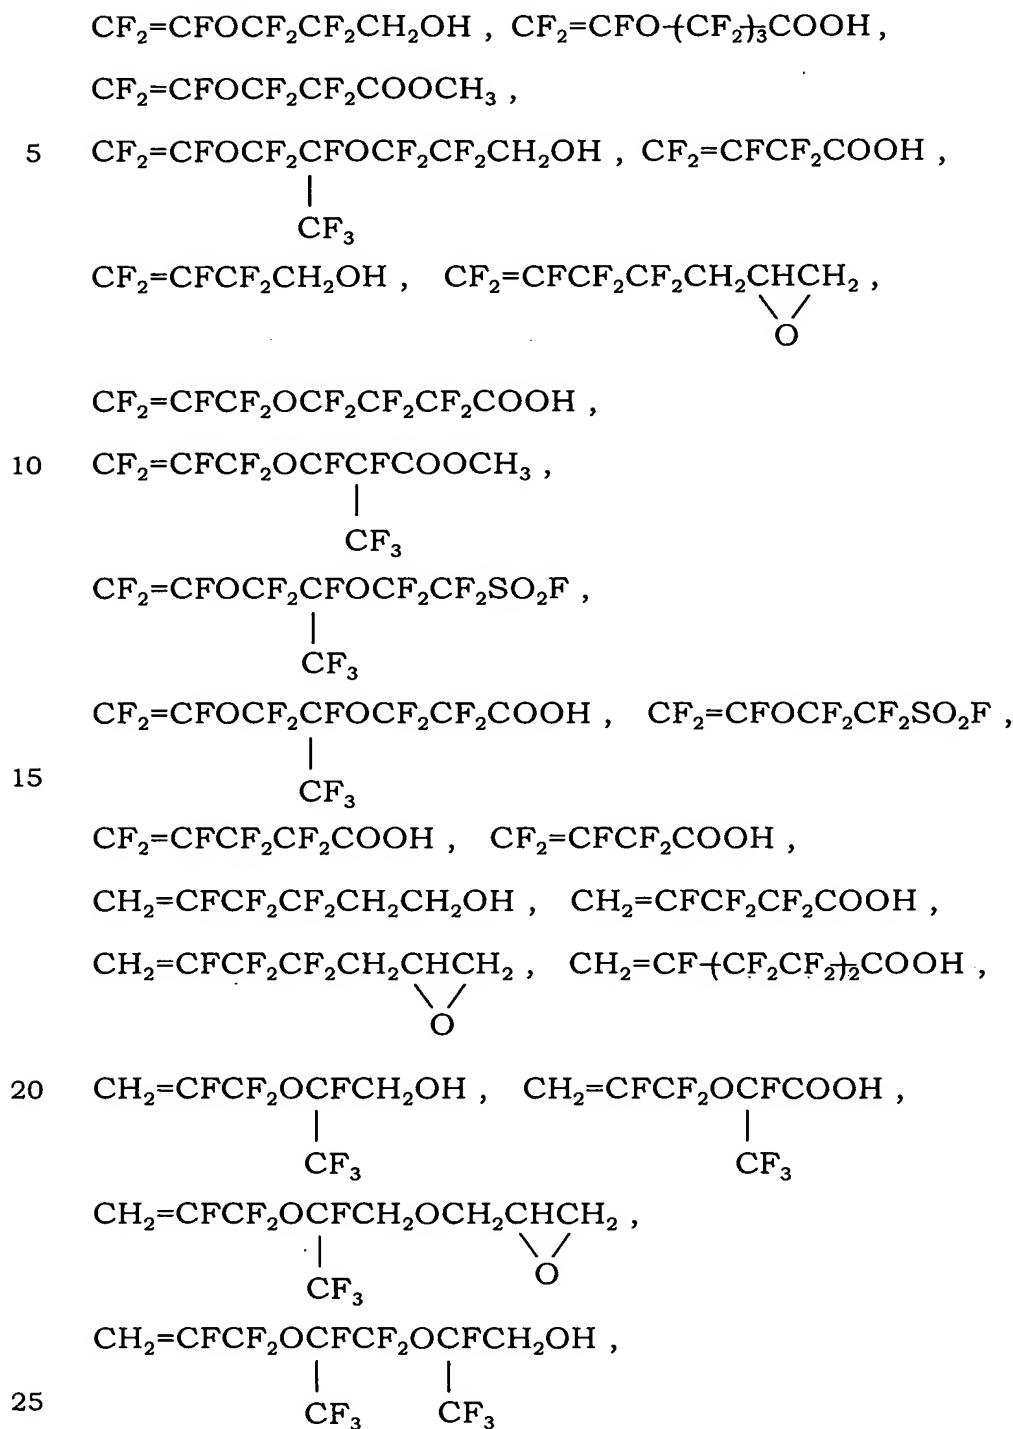 CF₂=CFOCF₂CF₂CH₂OH , CF₂=CFO-(CF₂)₃COOH ,
CF₂=CFOCF₂CF₂COOCH₃ ,
5 CF₂=CFOCF₂CFOCF₂CF₂CH₂OH , CF₂=CFCF₂COOH ,
CF₃
CF₂=CFCF₂CH₂OH , CF₂=CFCF₂CF₂CH₂CHCH₂ ,
O
CF₂=CFCF₂OCF₂CF₂CF₂COOH ,
10 CF₂=CFCF₂OCFCFCOOCH₃ ,
CF₃
CF₂=CFOCF₂CFOCF₂CF₂SO₂F ,
CF₃
CF₂=CFOCF₂CFOCF₂CF₂COOH , CF₂=CFOCF₂CF₂SO₂F ,
15
CF₃
CF₂=CFCF₂CF₂COOH , CF₂=CFCF₂COOH ,
CH₂=CFCF₂CF₂CH₂CH₂OH , CH₂=CFCF₂CF₂COOH ,
CH₂=CFCF₂CF₂CH₂CHCH₂ , CH₂=CF-(CF₂CF₂)₂COOH ,
O
20 CH₂=CFCF₂OCFCH₂OH , CH₂=CFCF₂OCFCOOH ,
CF₃ CF₃
CH₂=CFCF₂OCFCH₂OCH₂CHCH₂ ,
CF₃ O
CH₂=CFCF₂OCFCF₂OCFCH₂OH ,
25 CF₃ CF₃